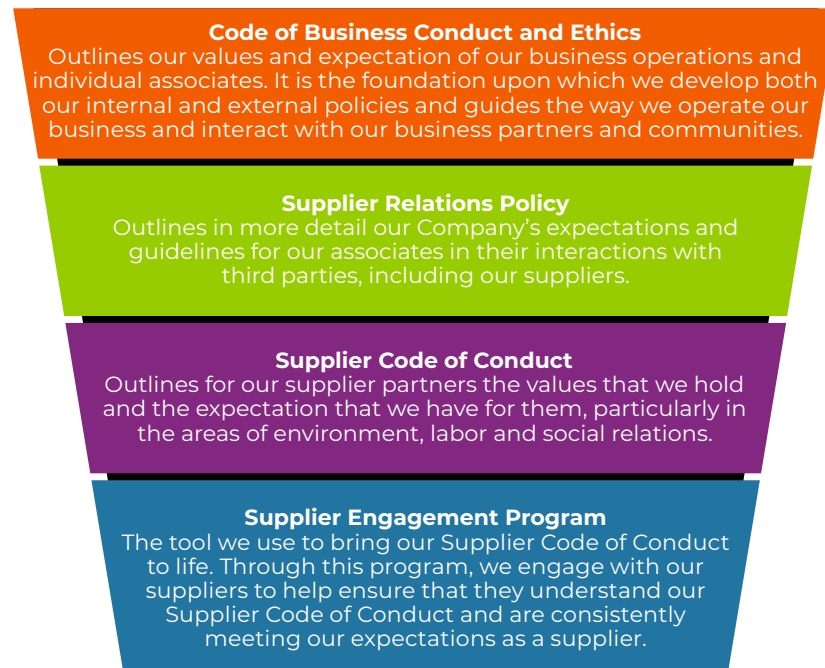 Code of Business Conduct and Ethics
Outlines our values and expectation of our business operations and
individual associates. It is the foundation upon which we develop both
our internal and external policies and guides the way we operate our
business and interact with our business partners and communities.
Supplier Relations Policy
Outlines in more detail our Company’s expectations and
guidelines for our associates in their interactions with
third parties, including our suppliers.
Supplier Code of Conduct
Outlines for our supplier partners the values that we hold
and the expectation that we have for them, particularly in
the areas of environment, labor and social relations.
Supplier Engagement Program
The tool we use to bring our Supplier Code of Conduct
to life. Through this program, we engage with our
suppliers to help ensure that they understand our
Supplier Code of Conduct and are consistently
meeting our expectations as a supplier.